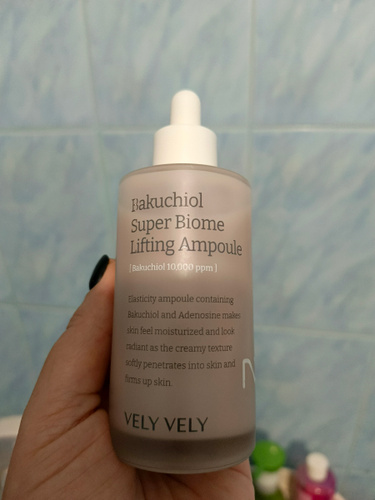 Bakuchiol
Super Biome
Lifting Ampoule
[ Bakuchiol 10,000 ppm ]
Elasticity ampoule containing
Bakuchiol and Adenosine makes
skin feel moisturized and look
radiant as the creamy texture
softly penetrates into skin and
firms up skin.
VELY VELY